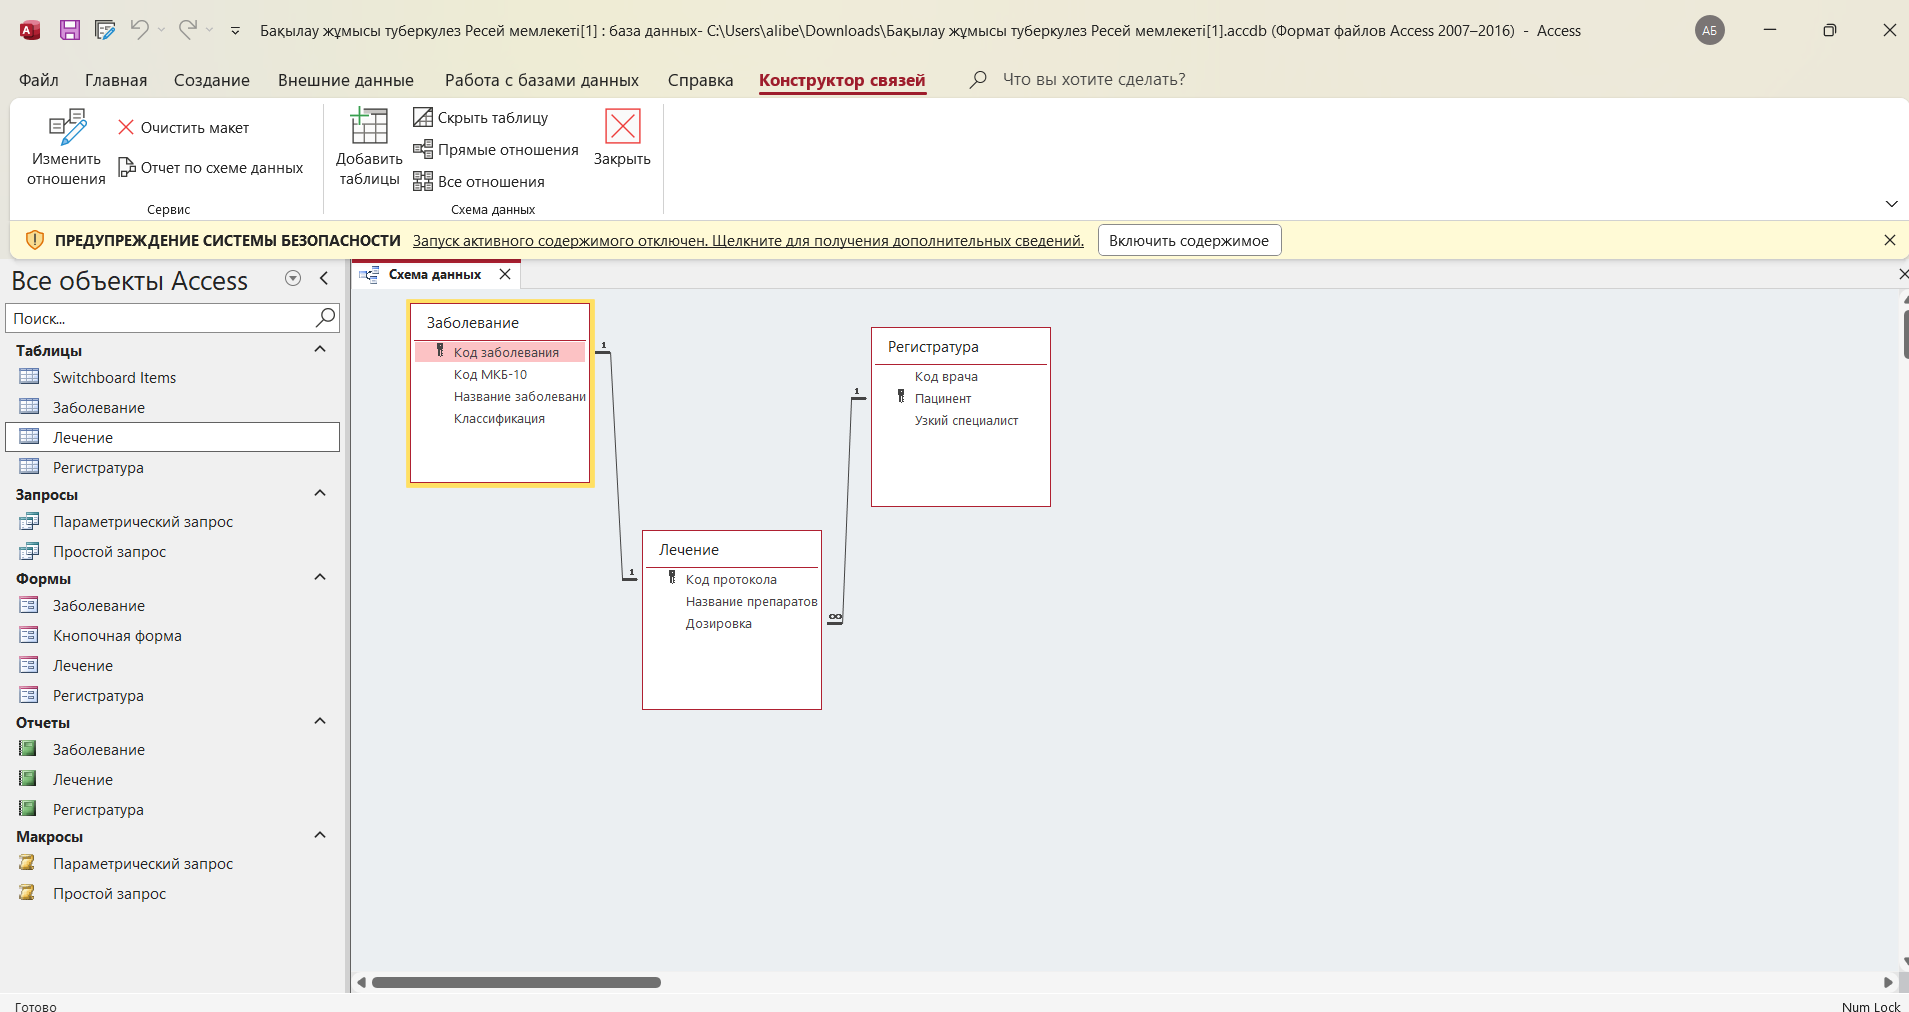 Бақылау жұмысы туберкулез Ресей мемлекеті[1] : база данных- C:\Users\alibe\Downloads\Бақылау жұмысы туберкулез Ресей мемлекеті[1].accdb (Формат файлов Access 2007–2016) - Access
АБ
Файл Главная Создание Внешние данные Работа с базами данных Справка Конструктор связей Что вы хотите сделать?
Изменить отношения
Очистить макет
Отчет по схеме данных
Сервис
Добавить таблицы
Скрыть таблицу
Прямые отношения
Все отношения
Закрыть
Схема данных
ПРЕДУПРЕЖДЕНИЕ СИСТЕМЫ БЕЗОПАСНОСТИ Запуск активного содержимого отключен. Щелкните для получения дополнительных сведений. Включить содержимое
Все объекты Access
Поиск...
Таблицы
Switchboard Items
Заболевание
Лечение
Регистратура
Запросы
Параметрический запрос
Простой запрос
Формы
Заболевание
Кнопочная форма
Лечение
Регистратура
Отчеты
Заболевание
Лечение
Регистратура
Макросы
Параметрический запрос
Простой запрос
Схема данных
Заболевание
Код заболевания
Код МКБ-10
Название заболевани
Классификация
1
1
Лечение
Код протокола
Название препаратов
Дозировка
∞
1
Регистратура
Код врача
Пацинент
Узкий специалист
Готово
Num Lock